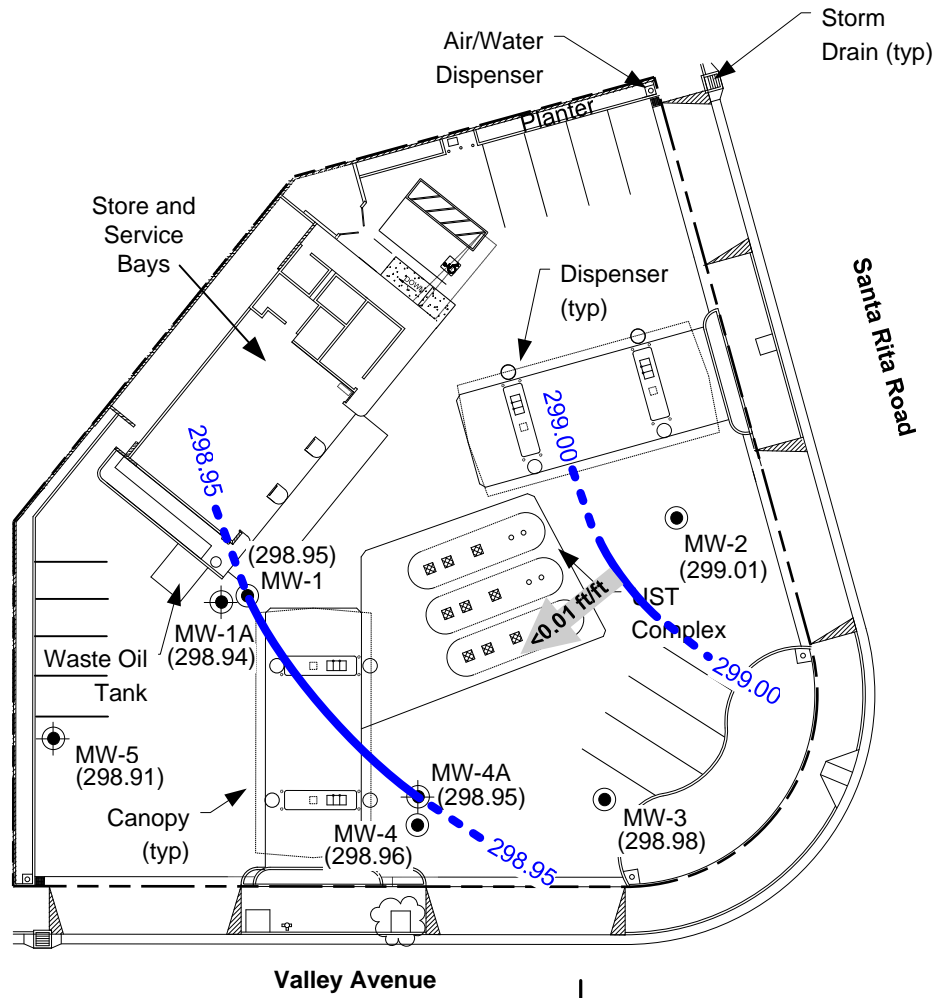 Storm
Drain (typ)
Air/Water
Dispenser
Planter
Store and
Service
Bays
DOWN
Dispenser
(typ)
Santa Rita Road
298.95
299.00
MW-2
(299.01)
(298.95)
MW-1
MW-1A
(298.94)
<0.01 ft/ft
UST
Complex
Waste Oil
Tank
299.00
MW-5
(298.91)
MW-4A
(298.95)
MW-3
(298.98)
Canopy
(typ)
MW-4
(298.96)
298.95
Valley Avenue